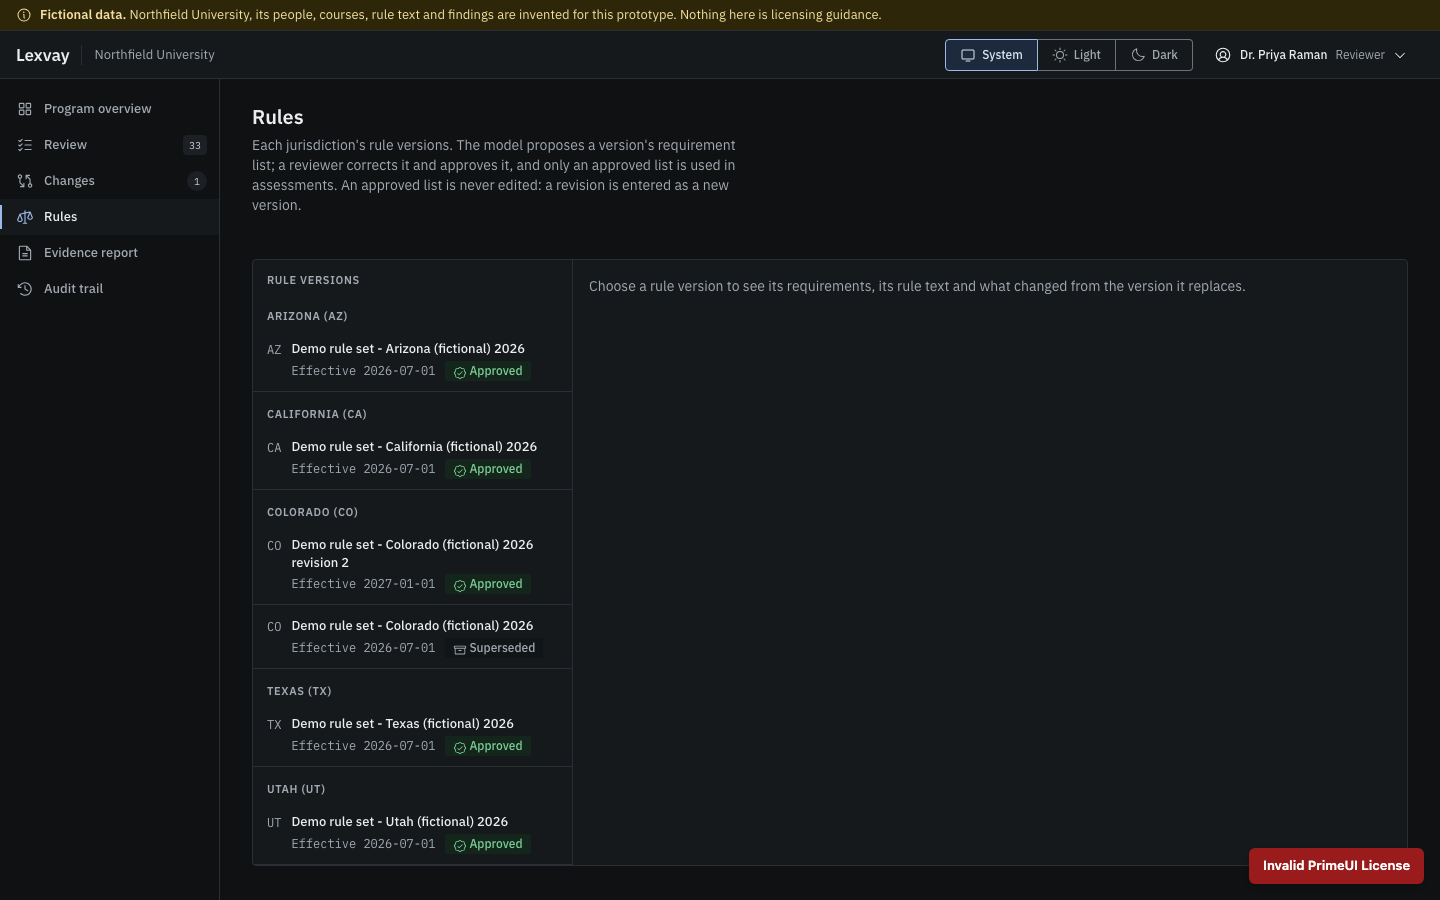 Fictional data. Northfield University, its people, courses, rule text and findings are invented for this prototype. Nothing here is licensing guidance.
Lexvay
Northfield University
System
Light
Dark
Dr. Priya Raman Reviewer
Program overview
Review 33
Changes 1
Rules
Evidence report
Audit trail
Rules
Each jurisdiction's rule versions. The model proposes a version's requirement
list; a reviewer corrects it and approves it, and only an approved list is used in
assessments. An approved list is never edited: a revision is entered as a new
version.
RULE VERSIONS
ARIZONA (AZ)
AZ Demo rule set - Arizona (fictional) 2026
Effective 2026-07-01 Approved
CALIFORNIA (CA)
CA Demo rule set - California (fictional) 2026
Effective 2026-07-01 Approved
COLORADO (CO)
CO Demo rule set - Colorado (fictional) 2026
revision 2
Effective 2027-01-01 Approved
CO Demo rule set - Colorado (fictional) 2026
Effective 2026-07-01 Superseded
TEXAS (TX)
TX Demo rule set - Texas (fictional) 2026
Effective 2026-07-01 Approved
UTAH (UT)
UT Demo rule set - Utah (fictional) 2026
Effective 2026-07-01 Approved
Choose a rule version to see its requirements, its rule text and what changed from the version it replaces.
Invalid PrimeUI License